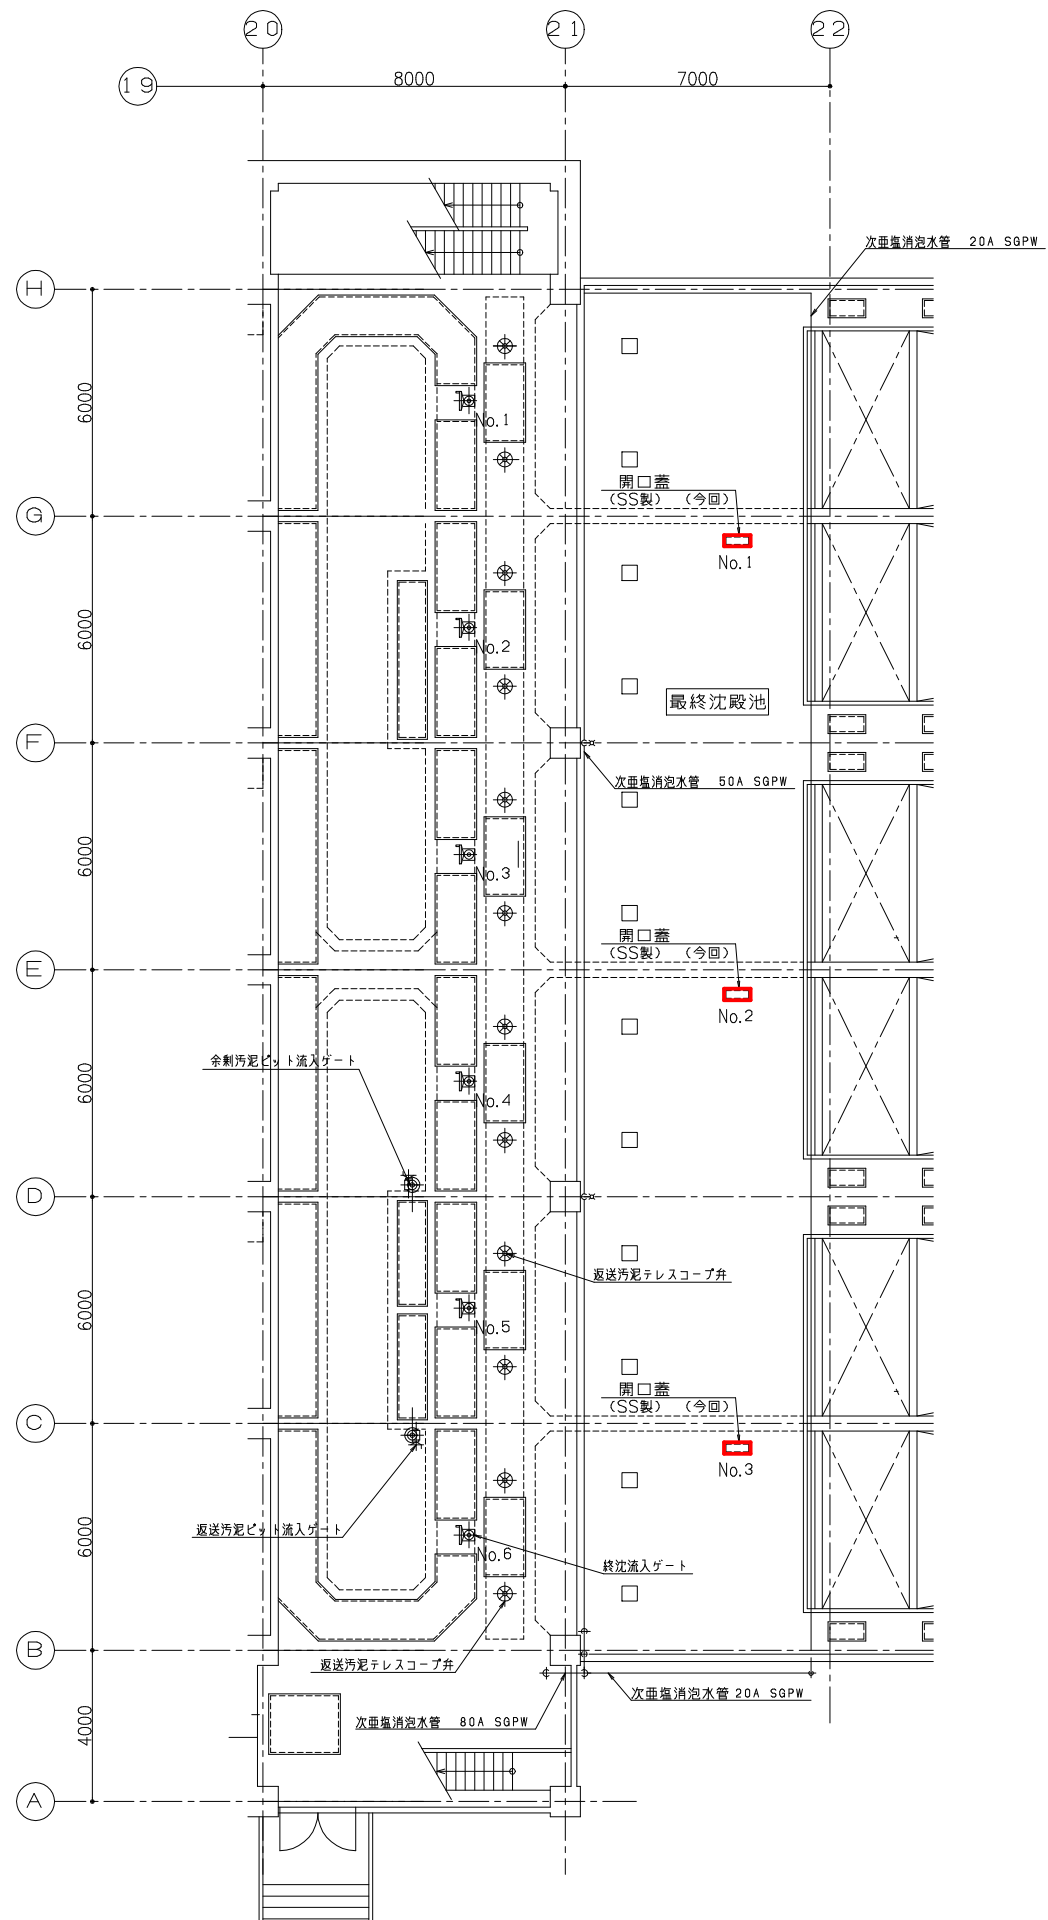 20
21
22
19
8000
7000
次亜塩消泡水管 20A SGPW
H
6000
No.1
開口蓋
(SS製) (今回)
G
No.1
6000
No.2
最終沈殿池
F
次亜塩消泡水管 50A SGPW
6000
No.3
開口蓋
(SS製) (今回)
E
No.2
余剰汚泥ピット流入ゲート
6000
No.4
D
返送汚泥テレスコープ弁
6000
No.5
開口蓋
(SS製) (今回)
C
No.3
返送汚泥ピット流入ゲート
6000
No.6
終沈流入ゲート
B
返送汚泥テレスコープ弁
次亜塩消泡水管 20A SGPW
次亜塩消泡水管 80A SGPW
4000
A